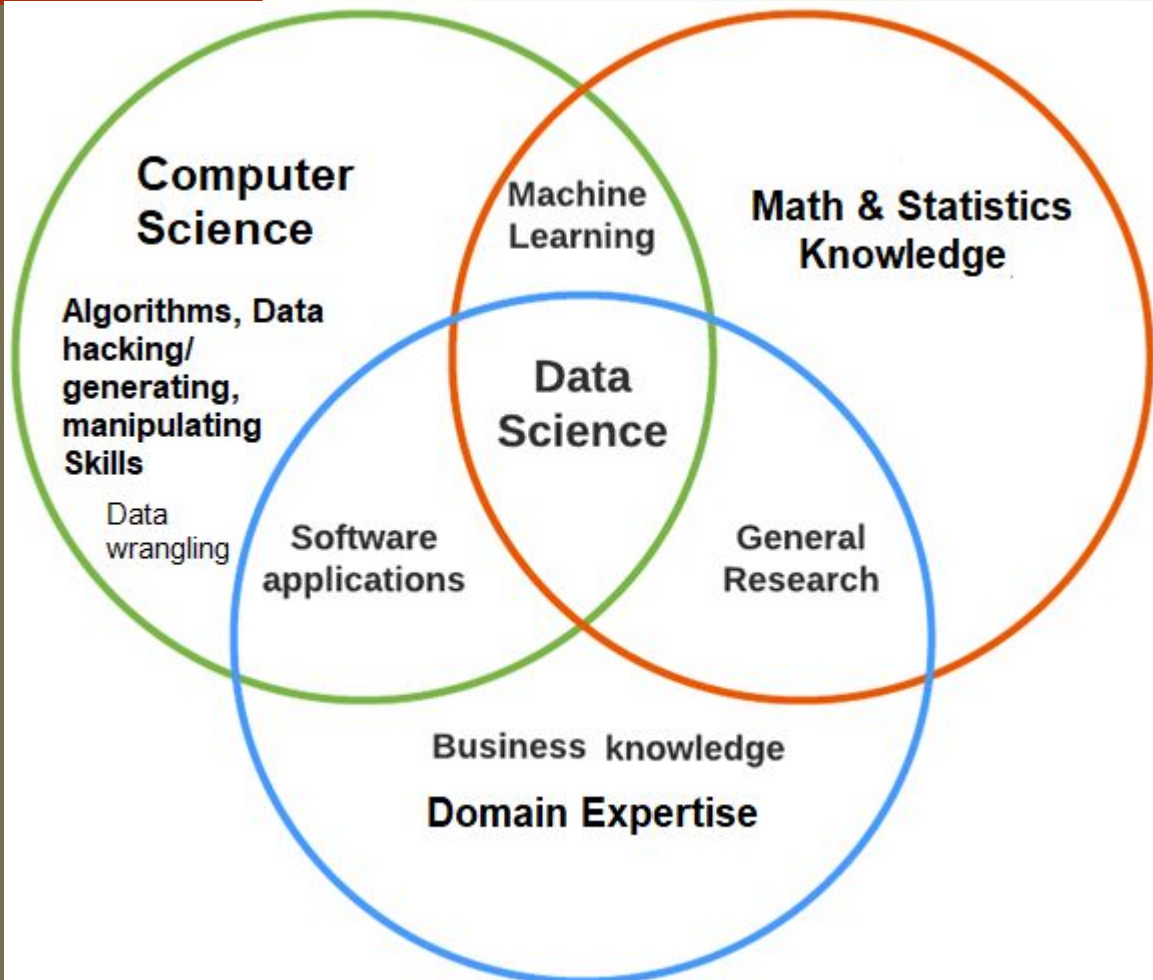 Computer
Science
Algorithms, Data
hacking/
generating,
manipulating
Skills
Data
wrangling
Machine
Learning
Math & Statistics
Knowledge
Data
Science
Software
applications
General
Research
Business knowledge
Domain Expertise